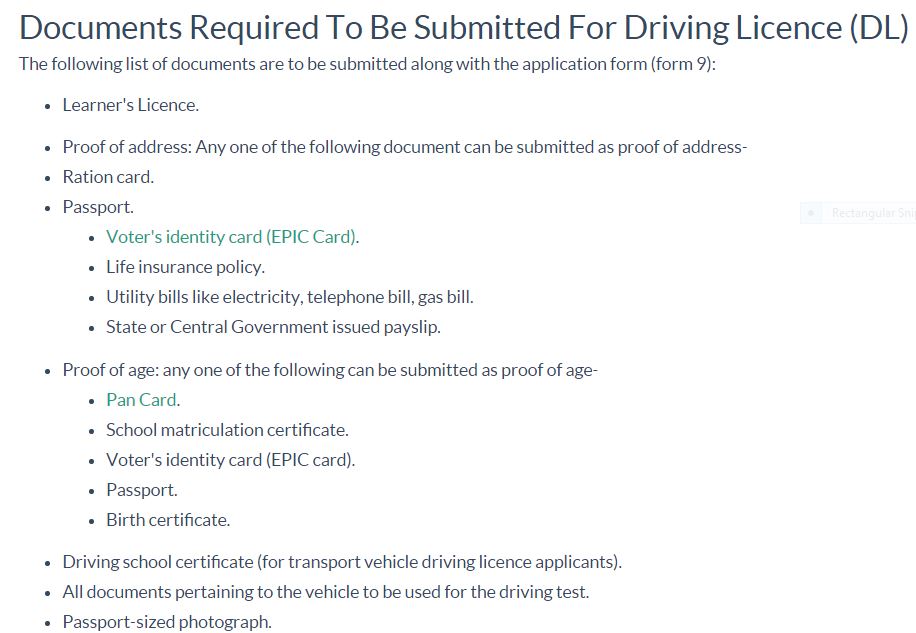 Documents Required To Be Submitted For Driving Licence (DL)
The following list of documents are to be submitted along with the application form (form 9):
• Learner's Licence.
• Proof of address: Any one of the following document can be submitted as proof of address-
• Ration card.
• Passport.
• Voter's identity card (EPIC Card).
• Life insurance policy.
• Utility bills like electricity, telephone bill, gas bill.
• State or Central Government issued payslip.
• Proof of age: any one of the following can be submitted as proof of age-
• Pan Card.
• School matriculation certificate.
• Voter's identity card (EPIC card).
• Passport.
• Birth certificate.
• Driving school certificate (for transport vehicle driving licence applicants).
• All documents pertaining to the vehicle to be used for the driving test.
• Passport-sized photograph.
Rectangular Snip